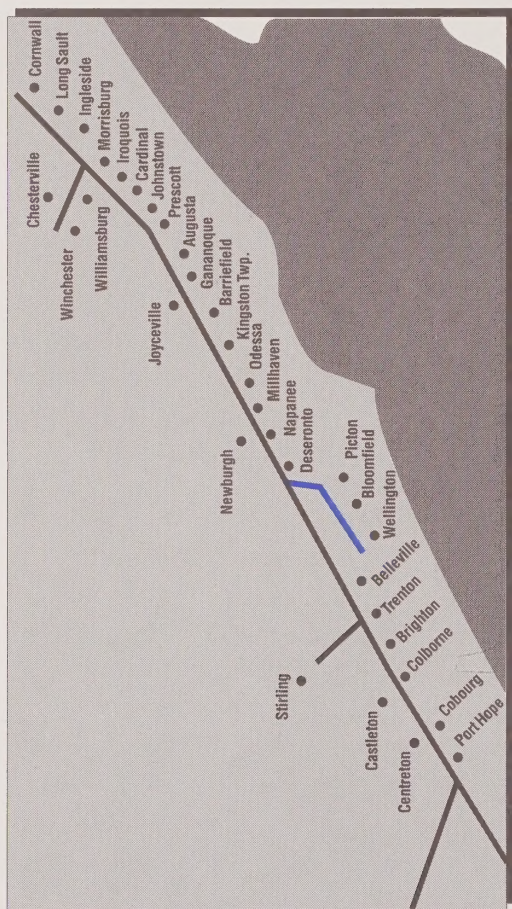 Cornwall
Long Sault
Ingleside
Morrisburg
Iroquois
Cardinal
Johnstown
Prescott
Augusta
Gananoque
Barriefield
Kingston Twp.
Odessa
Millhaven
Napanee
Deseronto
Picton
Bloomfield
Wellington
Belleville
Trenton
Brighton
Colborne
Cobourg
Port Hope
Chesterville
Winchester
Williamsburg
Joyceville
Newburgh
Stirling
Castleton
Centreton